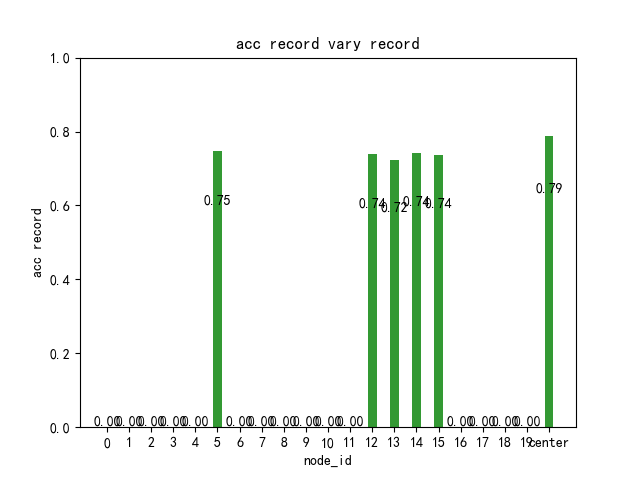 acc record vary record
1.0
0.8
0.6
0.4
0.2
0.0
acc record
0.00 0.00 0.00 0.00 0.00 0.75 0.00 0.00 0.00 0.00 0.00 0.00 0.74 0.72 0.74 0.74 0.00 0.00 0.00 0.00 0.79
0 1 2 3 4 5 6 7 8 9 10 11 12 13 14 15 16 17 18 19 center
node_id